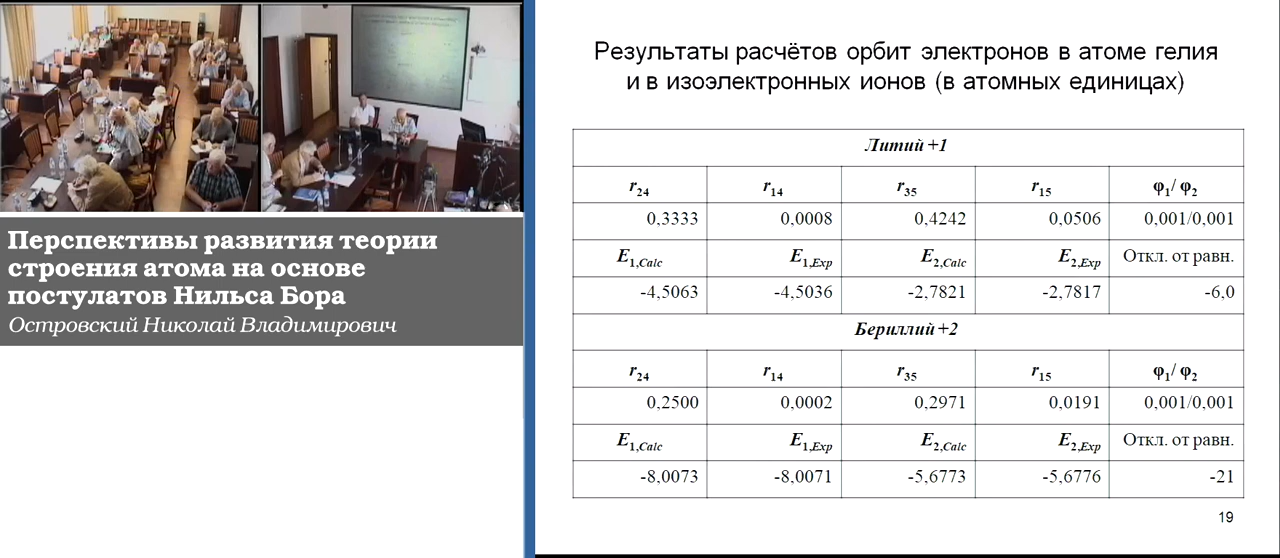 Перспективы развития теории
строения атома на основе
постулатов Нильса Бора
Островский Николай Владимирович
Результаты расчётов орбит электронов в атоме гелия
и в изоэлектронных ионов (в атомных единицах)
Литий +1
r24 r14 r35 r15 φ1/ φ2
0,3333 0,0008 0,4242 0,0506 0,001/0,001
E1,Calc E1,Exp E2,Calc E2,Exp Откл. от равн.
-4,5063 -4,5036 -2,7821 -2,7817 -6,0
Бериллий +2
r24 r14 r35 r15 φ1/ φ2
0,2500 0,0002 0,2971 0,0191 0,001/0,001
E1,Calc E1,Exp E2,Calc E2,Exp Откл. от равн.
-8,0073 -8,0071 -5,6773 -5,6776 -21
19